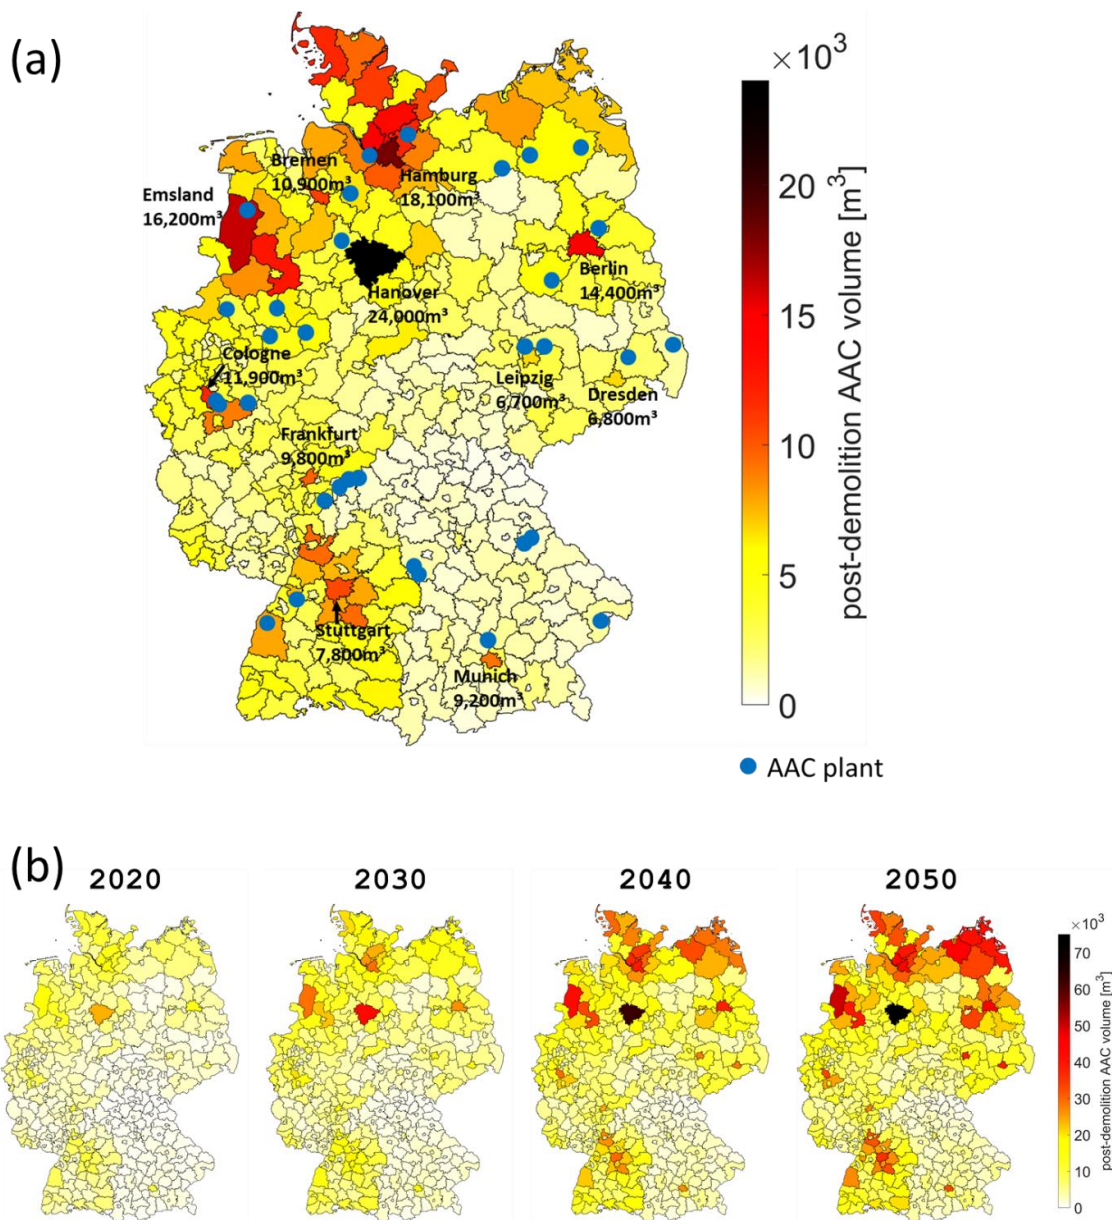 (a)
×10³
Bremen
10,900m³
Hamburg
18,100m³
Emsland
16,200m³
Hanover
24,000m³
Berlin
14,400m³
Cologne
11,900m³
Leipzig
6,700m³
Dresden
6,800m³
Frankfurt
9,800m³
Stuttgart
7,800m³
Munich
9,200m³
20
15
10
5
0
post-demolition AAC volume [m³]
³]
AAC plant
(b)
2020
2030
2040
2050
×10³
70
60
50
40
30
20
10
0
post-demolition AAC volume [m³]